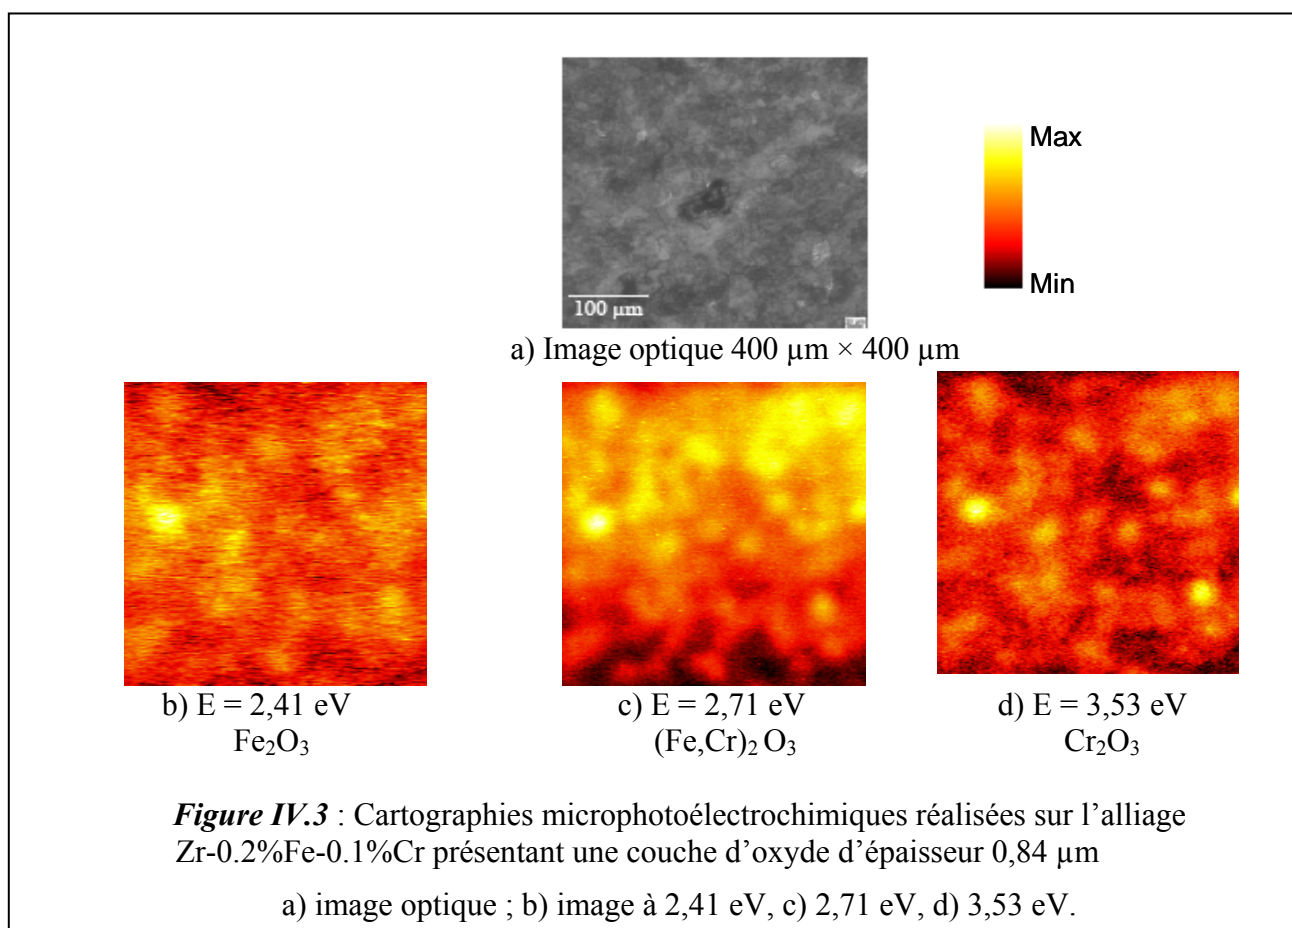 Max
Min
100 µm
a) Image optique 400 µm × 400 µm
b) E = 2,41 eV
Fe₂O₃
c) E = 2,71 eV
(Fe,Cr)₂ O₃
d) E = 3,53 eV
Cr₂O₃
Figure IV.3 : Cartographies microphotoélectrochimiques réalisées sur l’alliage
Zr-0.2%Fe-0.1%Cr présentant une couche d’oxyde d’épaisseur 0,84 µm
a) image optique ; b) image à 2,41 eV, c) 2,71 eV, d) 3,53 eV.